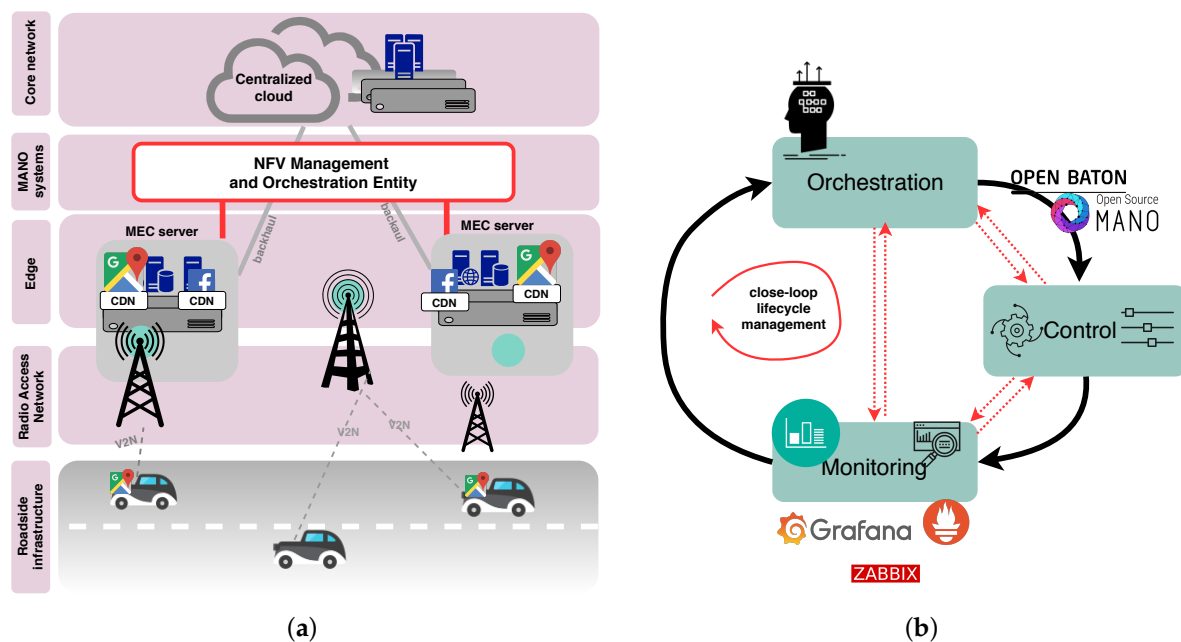 Core network
Centralized
cloud
MANO
systems
NFV Management
and Orchestration Entity
Edge
MEC server
backhaul
backaul
MEC server
G
CDN
CDN
CDN
G
CDN
Radio Access
Network
V2N
V2N
V2N
Roadside
infrastructure
G
G
(a)
Orchestration
OPEN BATON
Open Source
MANO
close-loop
lifecycle
management
Control
Monitoring
Grafana
ZABBIX
(b)